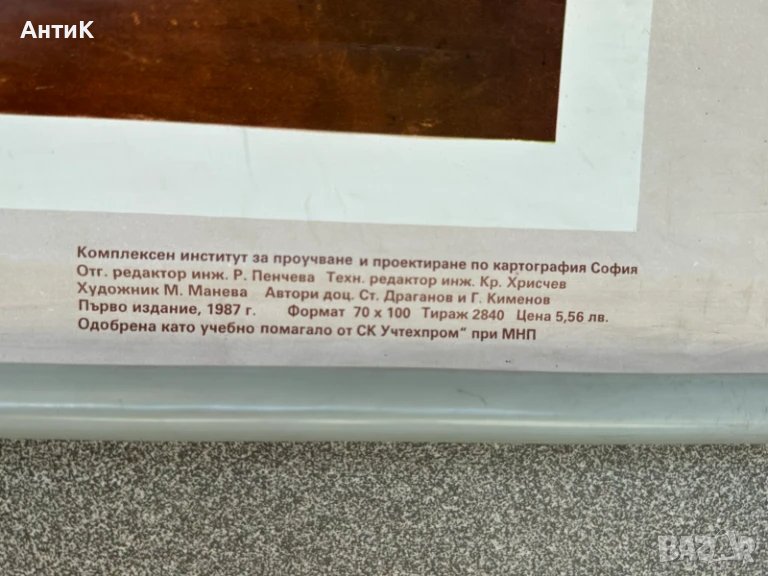 АнтиК
Комплексен институт за проучване и проектиране по картография София
Отг. редактор инж. Р. Пенчева Техн. редактор инж. Кр. Хрисчев
Художник М. Манева Автори доц. Ст. Драганов и Г. Кименов
Първо издание, 1987 г. Формат 70 x 100 Тираж 2840 Цена 5,56 лв.
Одобрена като учебно помагало от СК Учтехпром" при МНП
BAZAR